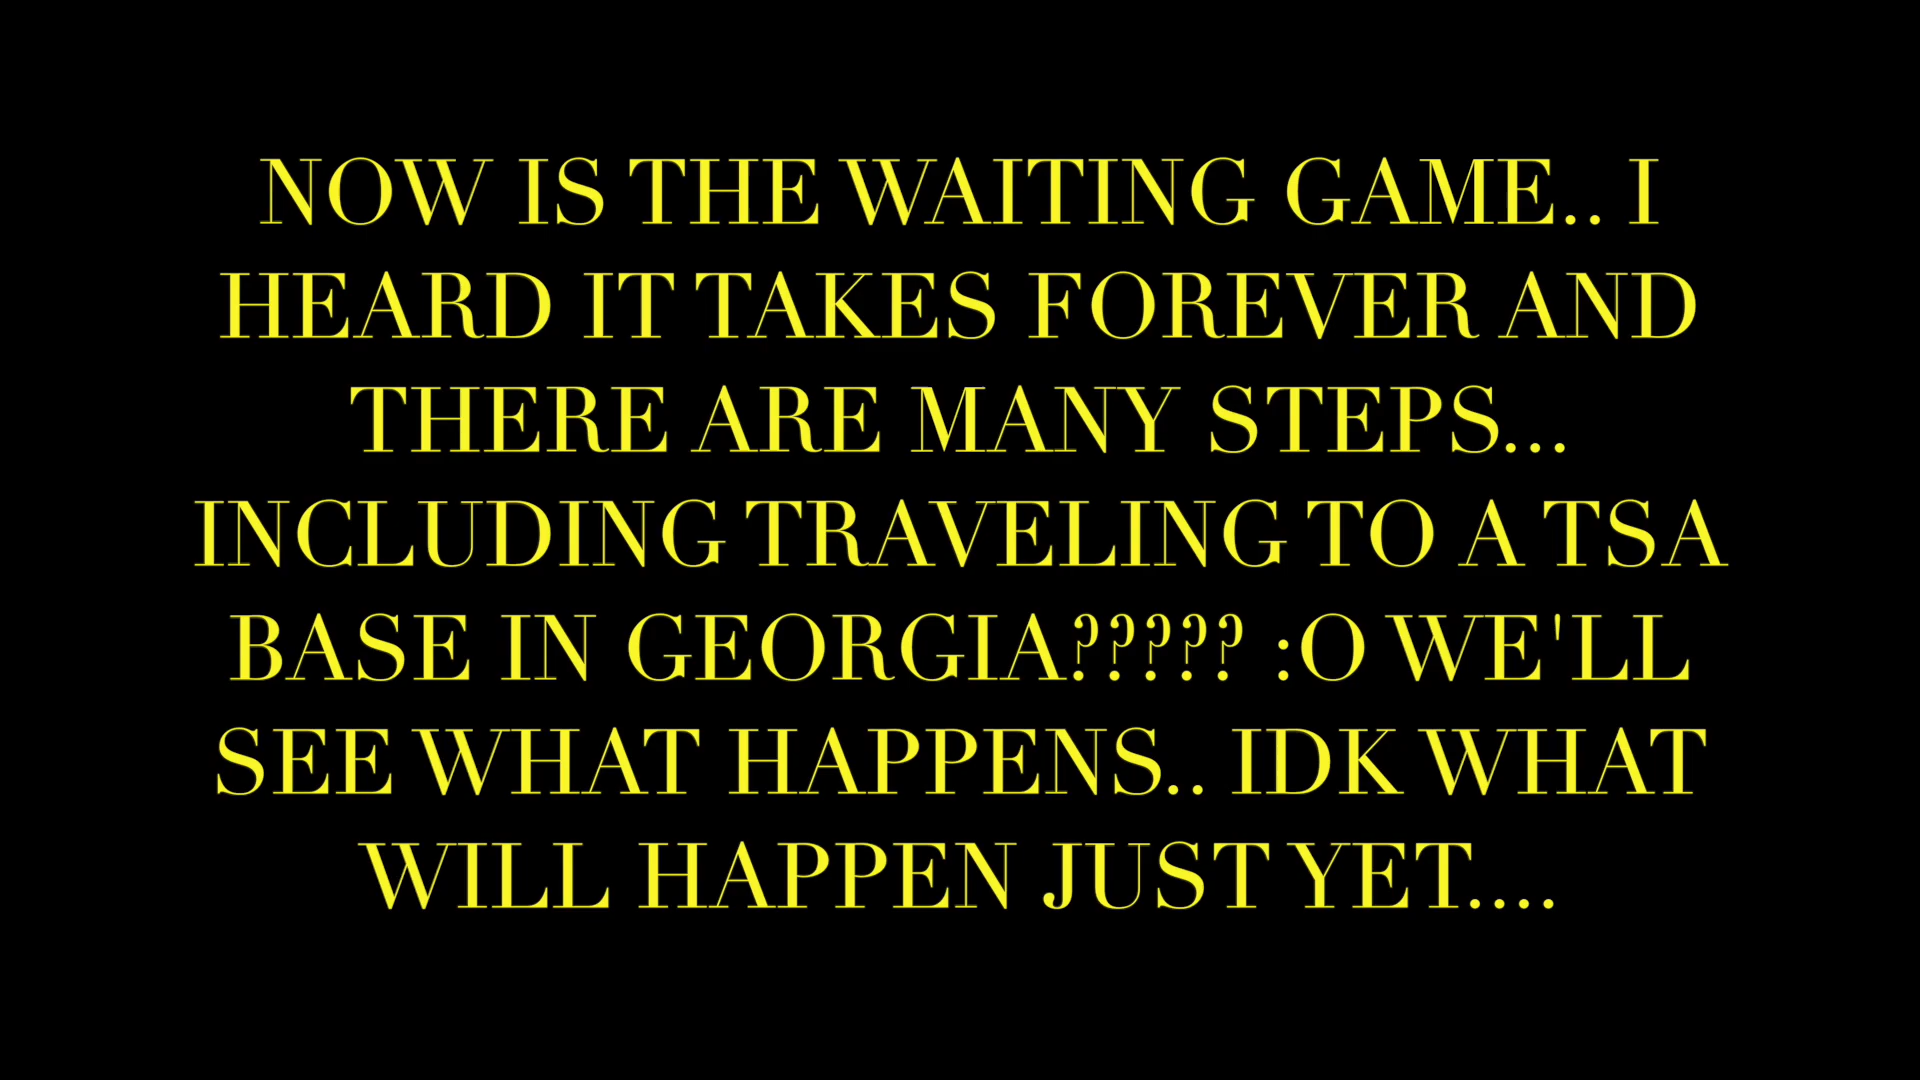 NOW IS THE WAITING GAME.. I
HEARD IT TAKES FOREVER AND
THERE ARE MANY STEPS...
INCLUDING TRAVELING TO A TSA
BASE IN GEORGIA????? :O WE'LL
SEE WHAT HAPPENS.. IDK WHAT
WILL HAPPEN JUST YET....